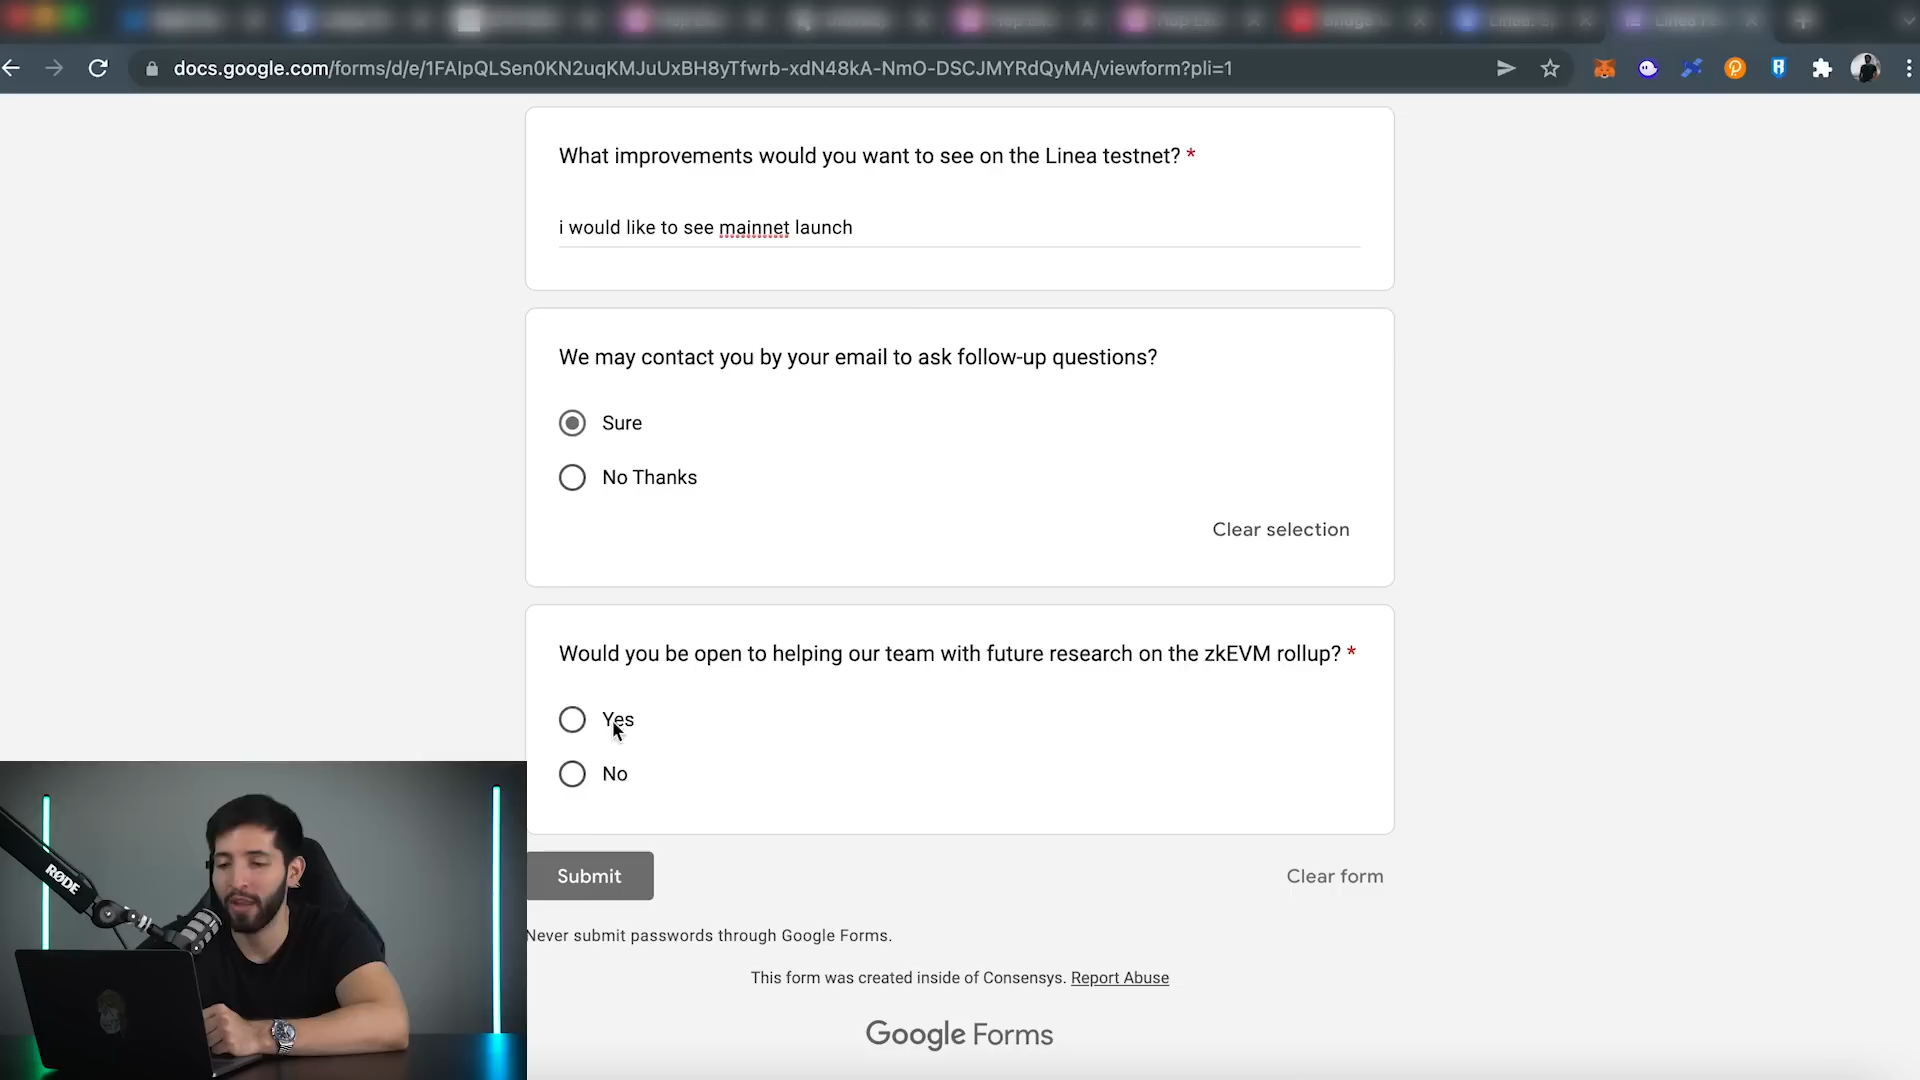 docs.google.com/forms/d/e/1FAIpQLSen0KN2uqKMJuUxBH8yTfwrb-xdN48kA-NmO-DSCJMYRdQyMA/viewform?pli=1
What improvements would you want to see on the Linea testnet? *
i would like to see mainnet launch
We may contact you by your email to ask follow-up questions?
Sure
No Thanks
Clear selection
Would you be open to helping our team with future research on the zkEVM rollup? *
Yes
No
Submit
Clear form
Never submit passwords through Google Forms.
This form was created inside of Consensys. Report Abuse
Google Forms
RØDE